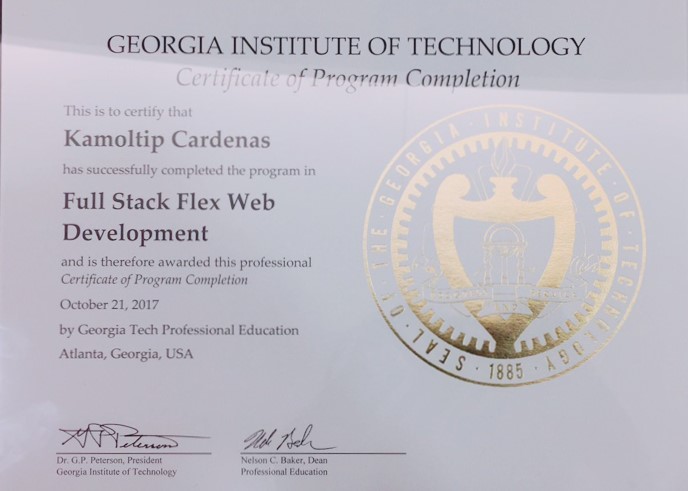 GEORGIA INSTITUTE OF TECHNOLOGY
Certificate of Program Completion
This is to certify that
Kamoltip Cardenas
has successfully completed the program in
Full Stack Flex Web
Development
and is therefore awarded this professional
Certificate of Program Completion
October 21, 2017
by Georgia Tech Professional Education
Atlanta, Georgia, USA
SEAL · OF · THE · GEORGIA · INSTITUTE · OF · TECHNOLOGY
· 1885 ·
Dr. G.P. Peterson, President
Georgia Institute of Technology
Nelson C. Baker, Dean
Professional Education